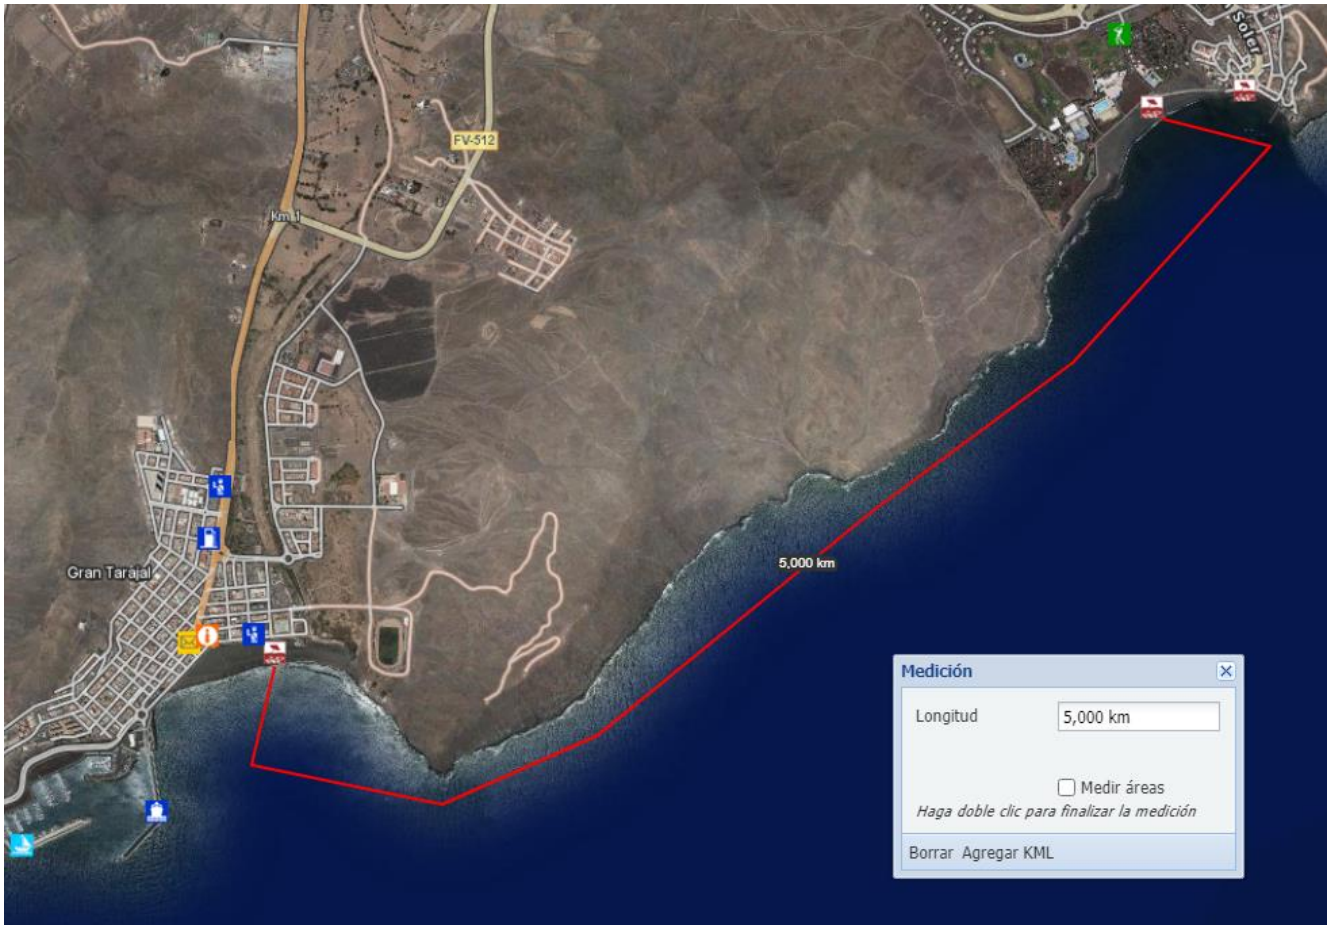 Soler
FV-512
Km 1
Gran Tarajal
5,000 km
Medición
Longitud
5,000 km
Medir áreas
Haga doble clic para finalizar la medición
Borrar Agregar KML